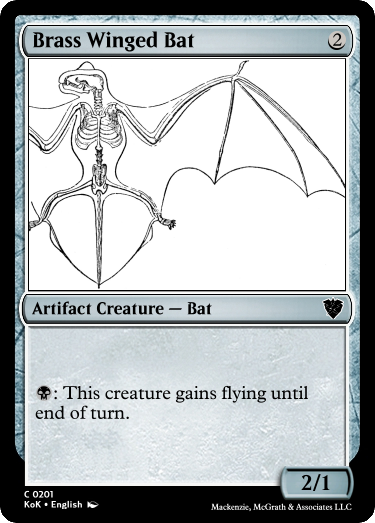 Brass Winged Bat 2
Artifact Creature — Bat
: This creature gains flying until
end of turn.
2/1
C 0201
KoK • English
Mackenzie, McGrath & Associates LLC